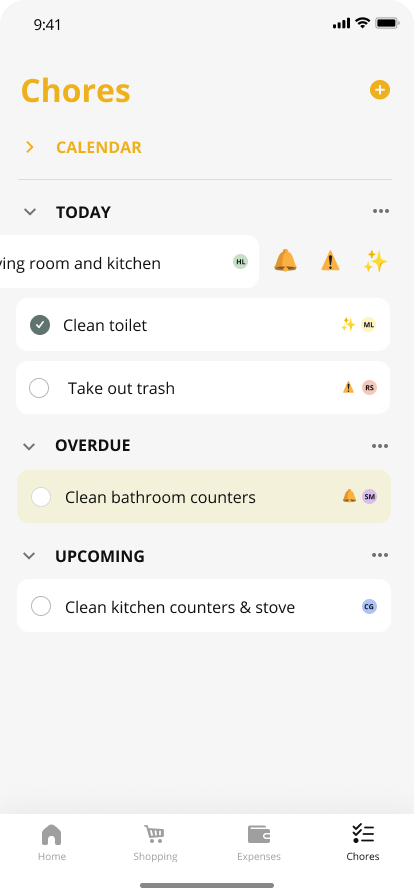 9:41
Chores
CALENDAR
TODAY
ving room and kitchen HL
Clean toilet ML
Take out trash RS
OVERDUE
Clean bathroom counters SM
UPCOMING
Clean kitchen counters & stove CG
Home Shopping Expenses Chores